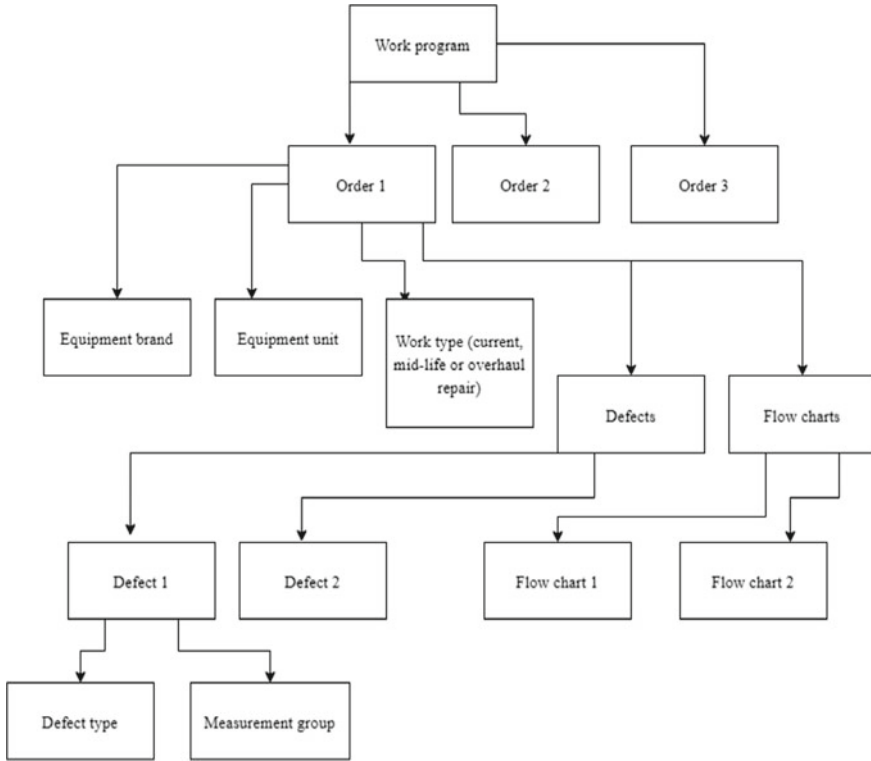 Work program
Order 1
Order 2
Order 3
Equipment brand
Equipment unit
Work type (current,
mid-life or overhaul
repair)
Defects
Flow charts
Defect 1
Defect 2
Flow chart 1
Flow chart 2
Defect type
Measurement group